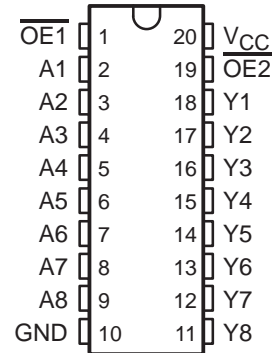 OE1 1 20 VCC
A1 2 19 OE2
A2 3 18 Y1
A3 4 17 Y2
A4 5 16 Y3
A5 6 15 Y4
A6 7 14 Y5
A7 8 13 Y6
A8 9 12 Y7
GND 10 11 Y8